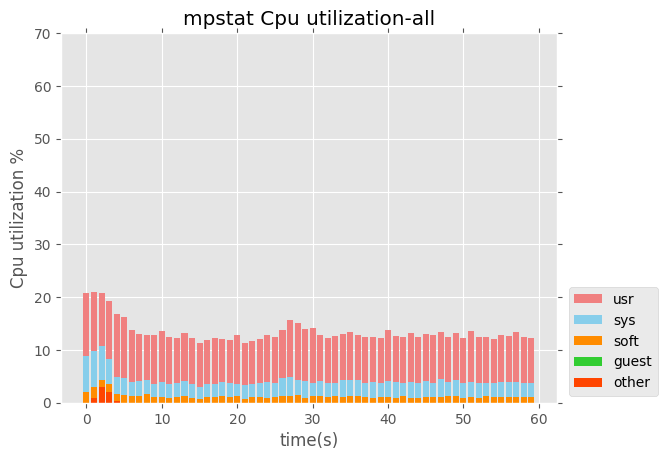 mpstat Cpu utilization-all
70
60
50
40
30
20
10
0
Cpu utilization %
0 10 20 30 40 50 60
time(s)
usr
sys
soft
guest
other